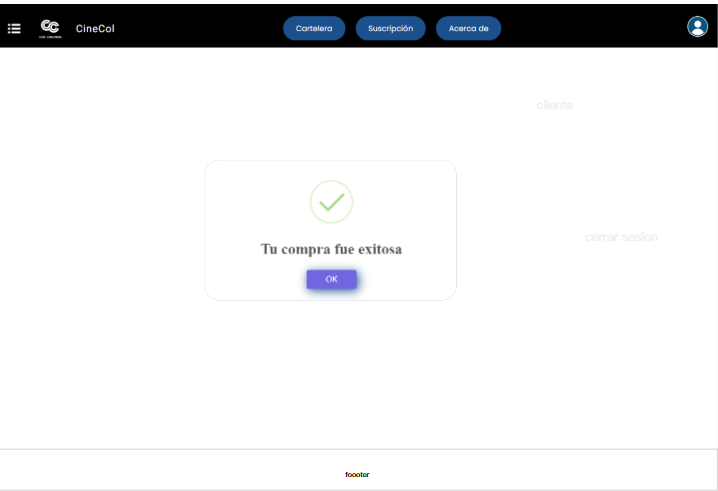 CineCol
Cartelera
Suscripción
Acerca de
cliente
Tu compra fue exitosa
cerrar sesion
OK
foooter